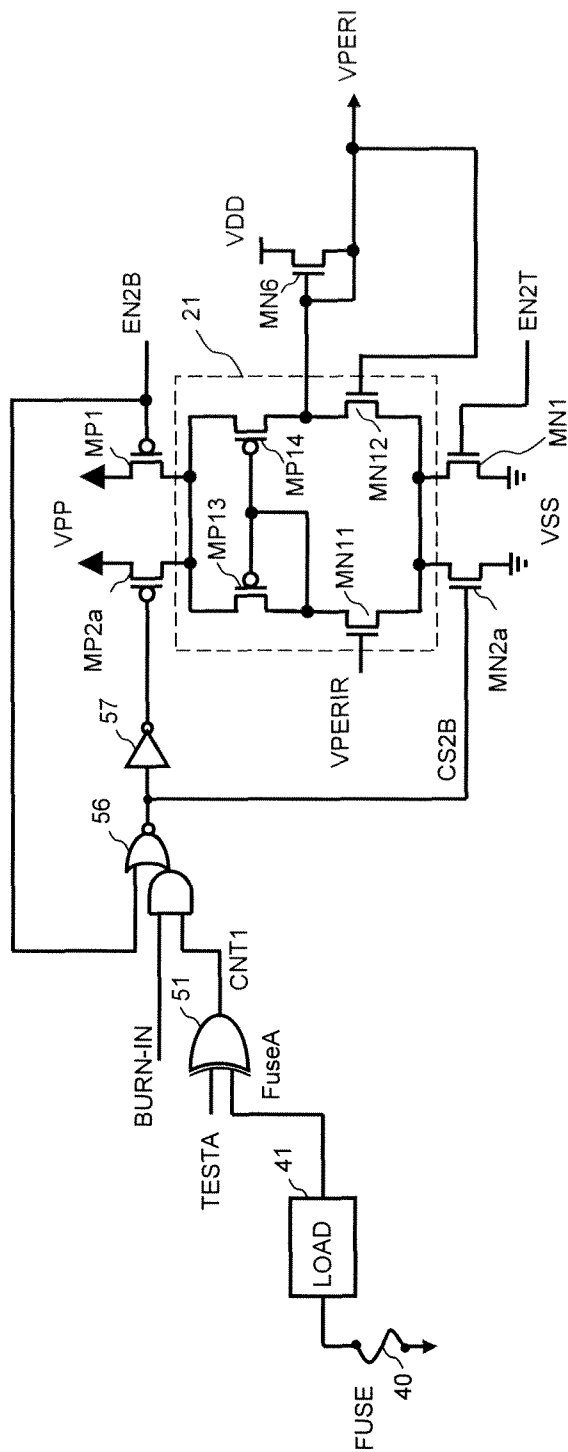 FUSE
40
LOAD
41
TESTA
FuseA
51
CNT1
BURN-IN
56
57
CS2B
VPP
MP2a
MP1
EN2B
21
MP13
MP14
VPERIR
MN11
MN12
MN2a
MN1
VSS
EN2T
MN6
VDD
VPERI